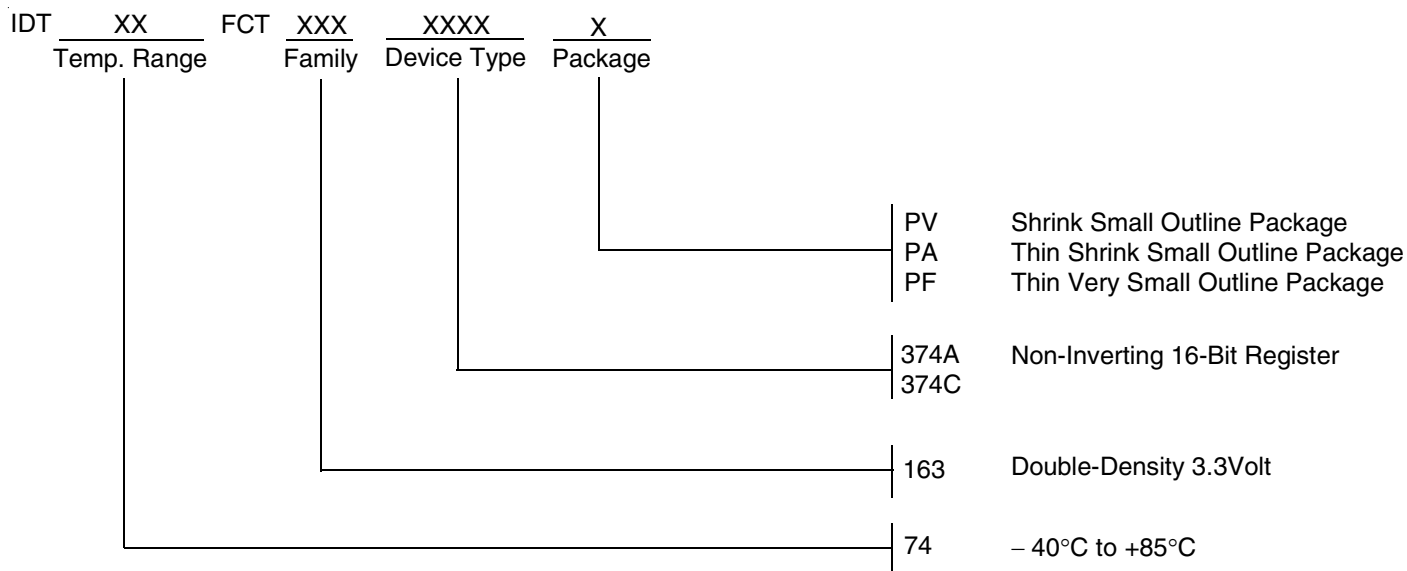 IDT XX FCT XXX XXXX X
Temp. Range Family Device Type Package
PV Shrink Small Outline Package
PA Thin Shrink Small Outline Package
PF Thin Very Small Outline Package
374A Non-Inverting 16-Bit Register
374C
163 Double-Density 3.3Volt
74 – 40°C to +85°C